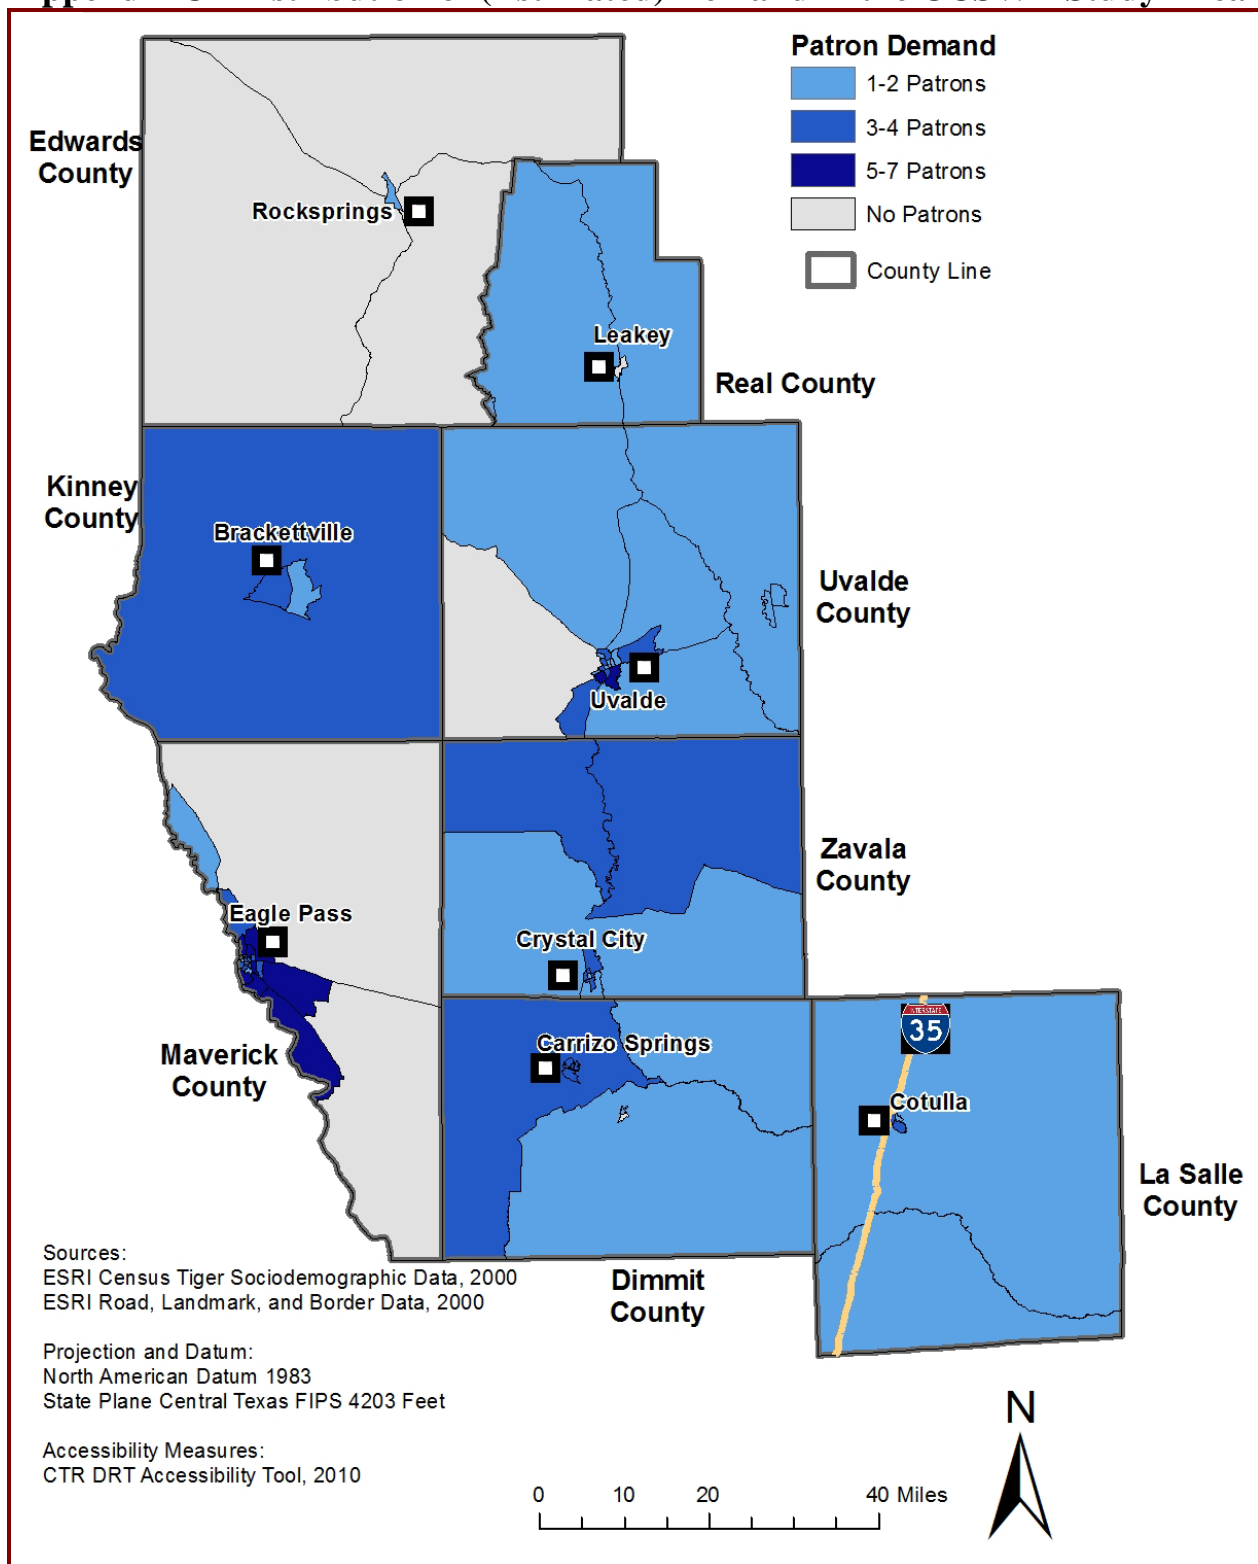 Patron Demand
1-2 Patrons
3-4 Patrons
5-7 Patrons
No Patrons
County Line
Edwards
County
Rocksprings
Leakey
Real County
Kinney
County
Brackettville
Uvalde
County
Uvalde
Zavala
County
Eagle Pass
Crystal City
Maverick
County
Carrizo Springs
INTERSTATE
35
Cotulla
La Salle
County
Dimmit
County
Sources:
ESRI Census Tiger Sociodemographic Data, 2000
ESRI Road, Landmark, and Border Data, 2000
Projection and Datum:
North American Datum 1983
State Plane Central Texas FIPS 4203 Feet
Accessibility Measures:
CTR DRT Accessibility Tool, 2010
N
0 10 20 40 Miles